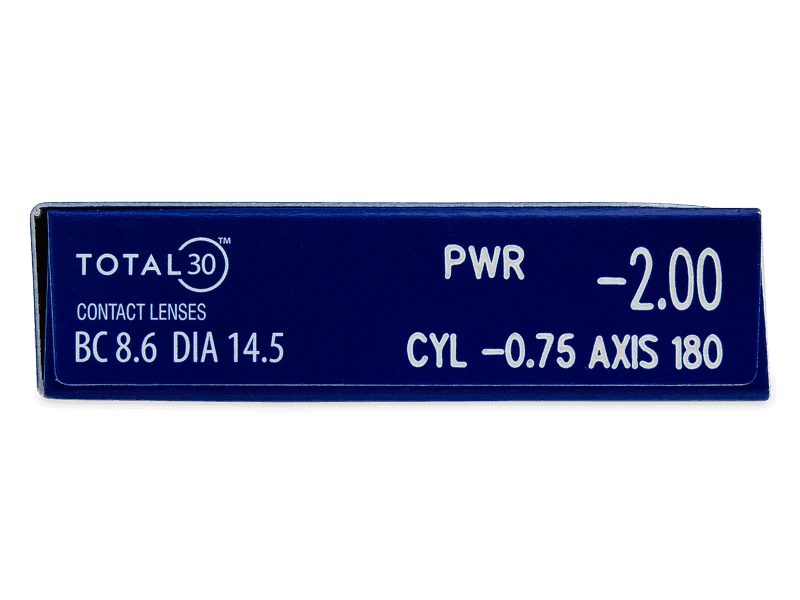 TOTAL30™
CONTACT LENSES
BC 8.6 DIA 14.5
PWR -2.00
CYL -0.75 AXIS 180